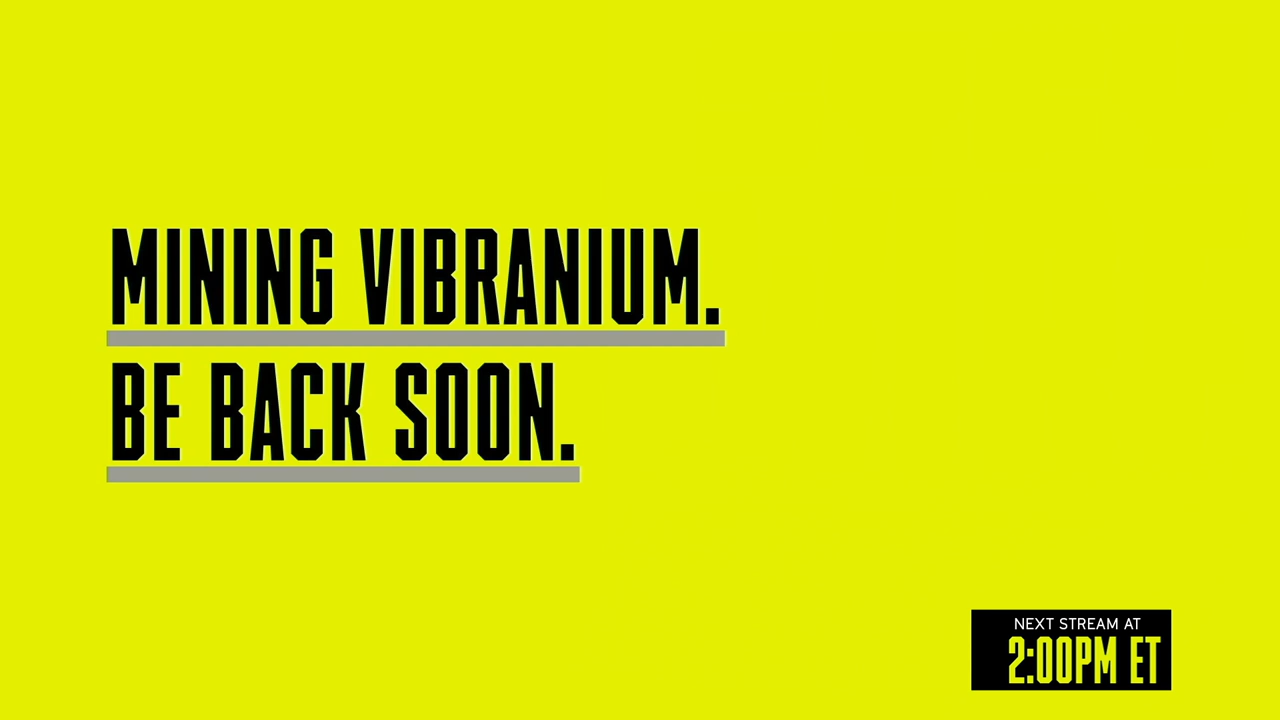 MINING VIBRANIUM.
BE BACK SOON.
NEXT STREAM AT
2:00PM ET